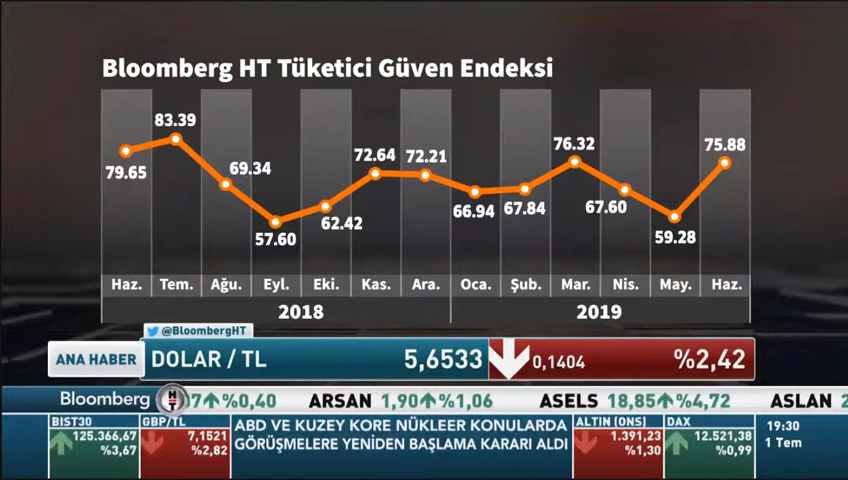 Bloomberg HT Tüketici Güven Endeksi
83.39
76.32
75.88
79.65
69.34
72.64
72.21
66.94
67.84
67.60
57.60
62.42
59.28
Haz. Tem. Ağu. Eyl. Eki. Kas. Ara. Oca. Şub. Mar. Nis. May. Haz.
2018 2019
@BloombergHT
ANA HABER DOLAR / TL 5,6533 0,1404 %2,42
Bloomberg HT 7 %0,40 ARSAN 1,90 %1,06 ASELS 18,85 %4,72 ASLAN 2
BIST30
125.366,67
%3,67
GBP/TL
7,1521
%2,82
ABD VE KUZEY KORE NÜKLEER KONULARDA
GÖRÜŞMELERE YENİDEN BAŞLAMA KARARI ALDI
ALTIN (ONS)
1.391,23
%1,30
DAX
12.521,38
%0,99
19:30
1 Tem